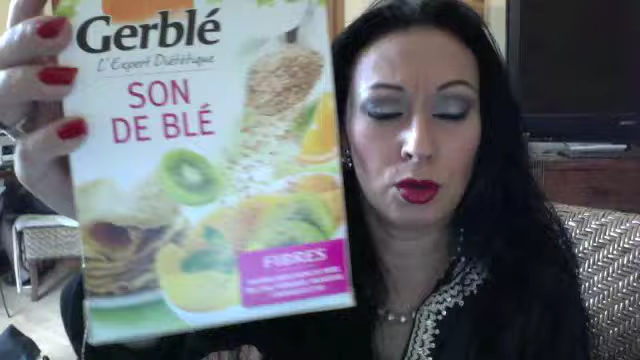 Gerblé
L'Expert Diététique
SON
DE BLÉ
FIBRES